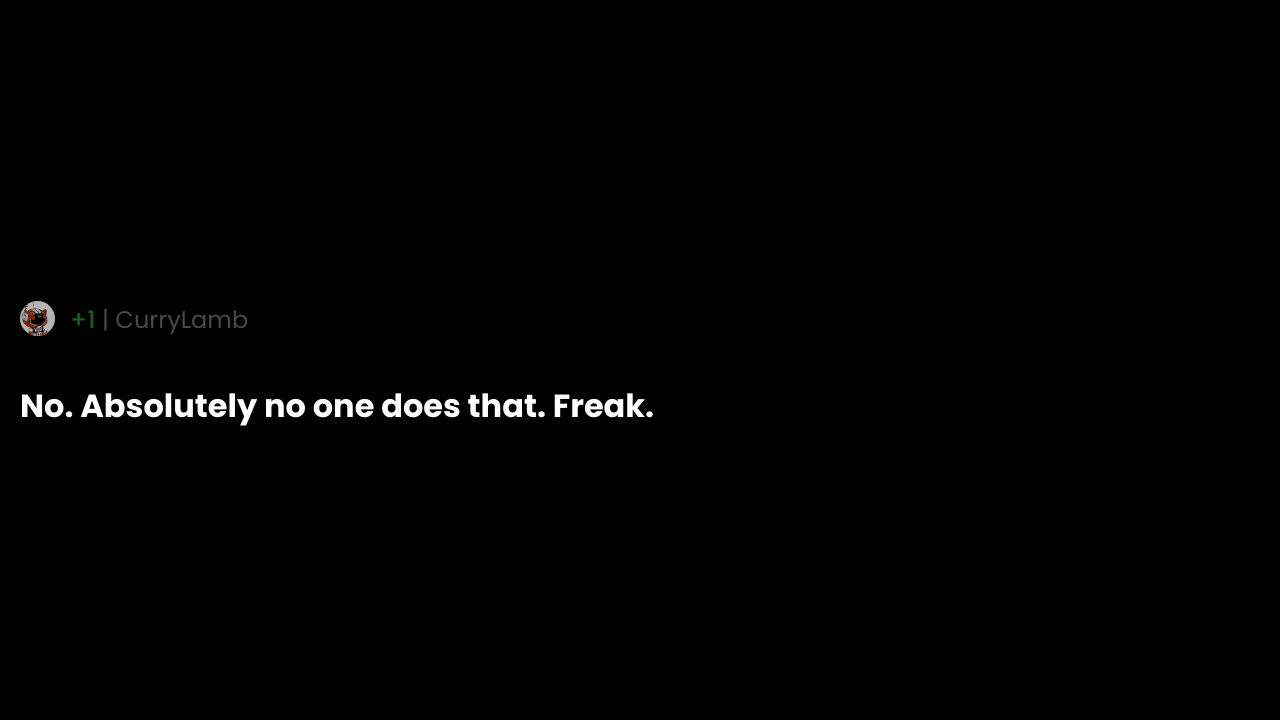 +1 | CurryLamb
No. Absolutely no one does that. Freak.